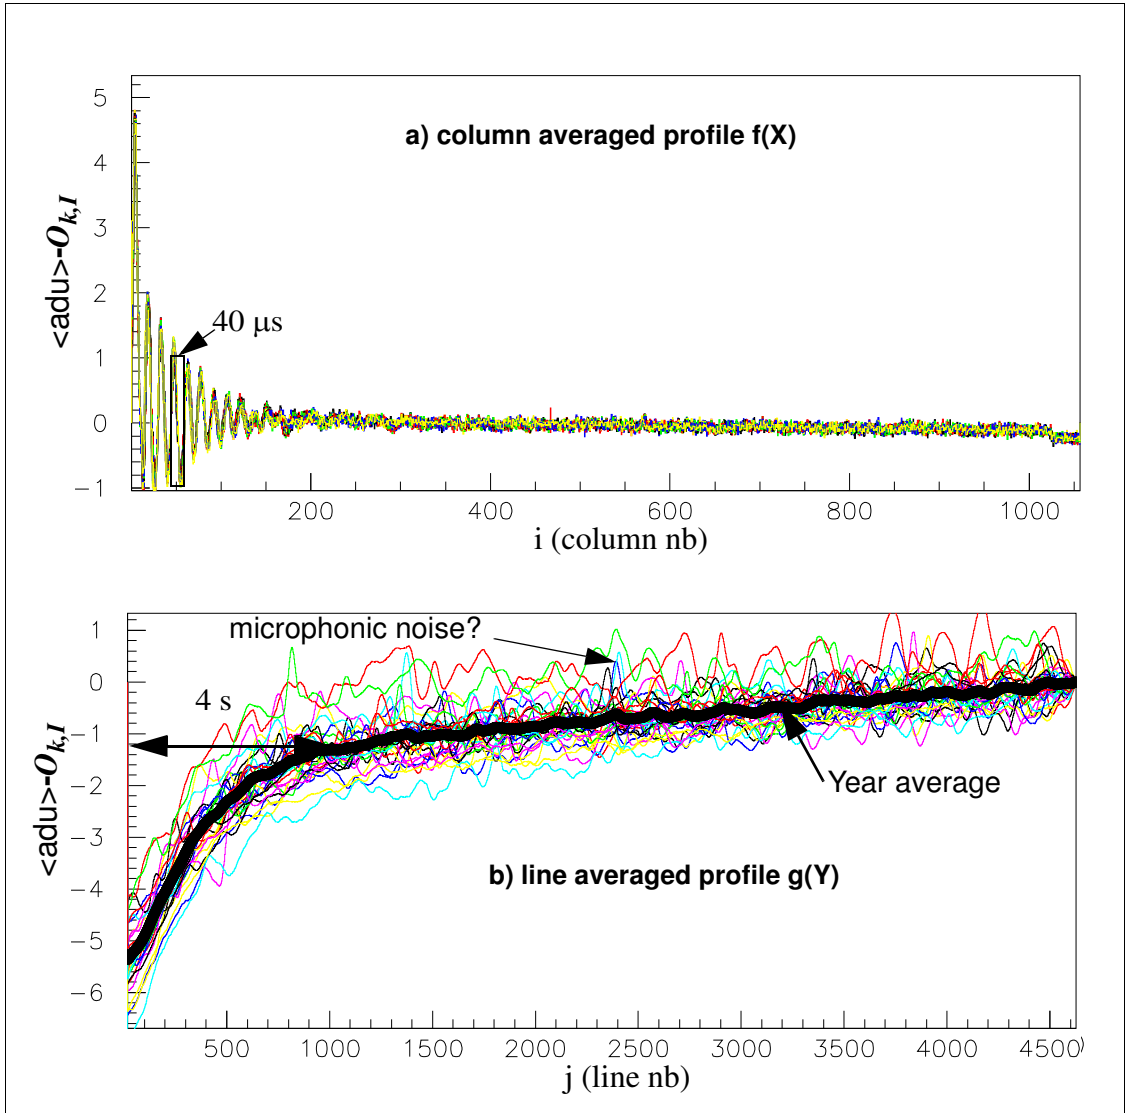 a) column averaged profile f(X)
<adu>-O_{k,I}
5
4
3
2
1
0
−1
40 μs
200 400 600 800 1000
i (column nb)
microphonic noise?
<adu>-O_{k,I}
1
0
−1
−2
−3
−4
−5
−6
4 s
Year average
b) line averaged profile g(Y)
500 1000 1500 2000 2500 3000 3500 4000 4500)
j (line nb)